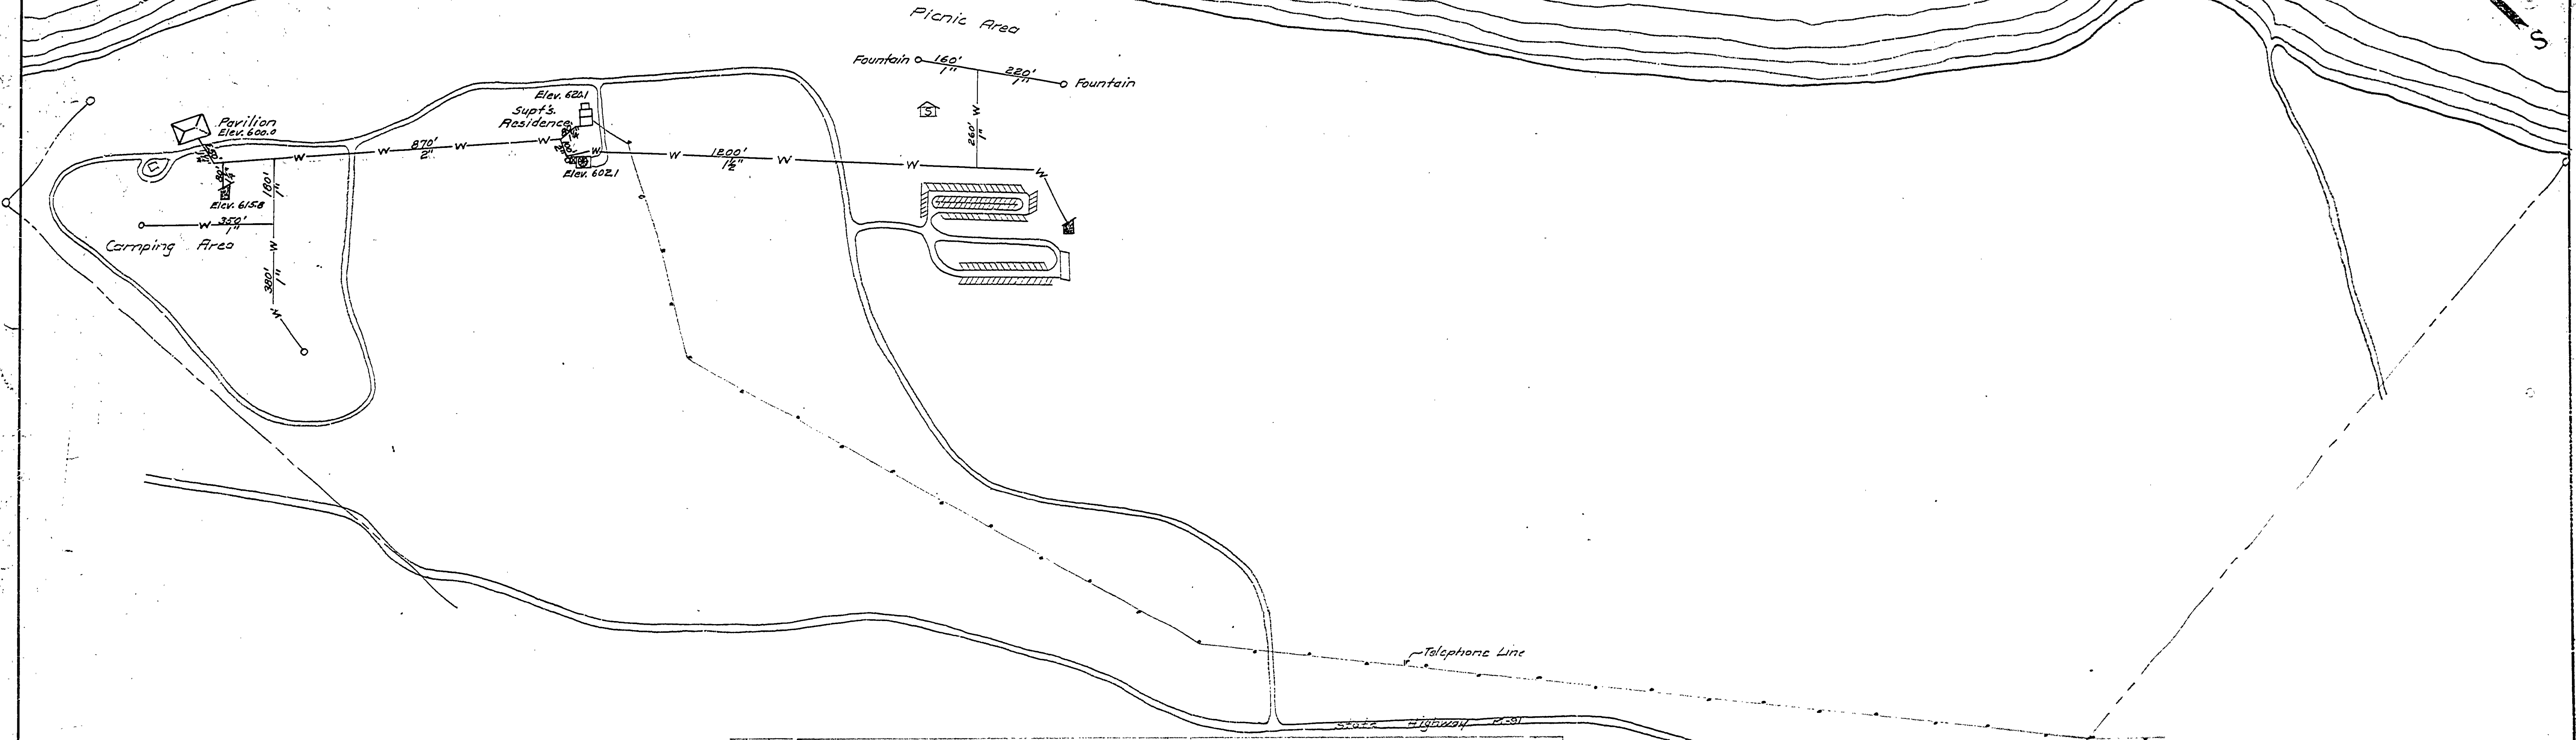 Picnic Area
S
Fountain
160'
1"
220'
1"
Fountain
Elev. 620.1
Supt's.
Residence
S
Pavilion
Elev. 600.0
W
260'
1"
W
W
870'
2"
W
W
W
W
1200'
1½"
W
W
Elev. 602.1
80'
180'
1"
Elev. 615.8
W
350'
1"
Camping Area
W
380'
1"
W
Telephone Line
State Highway M-91